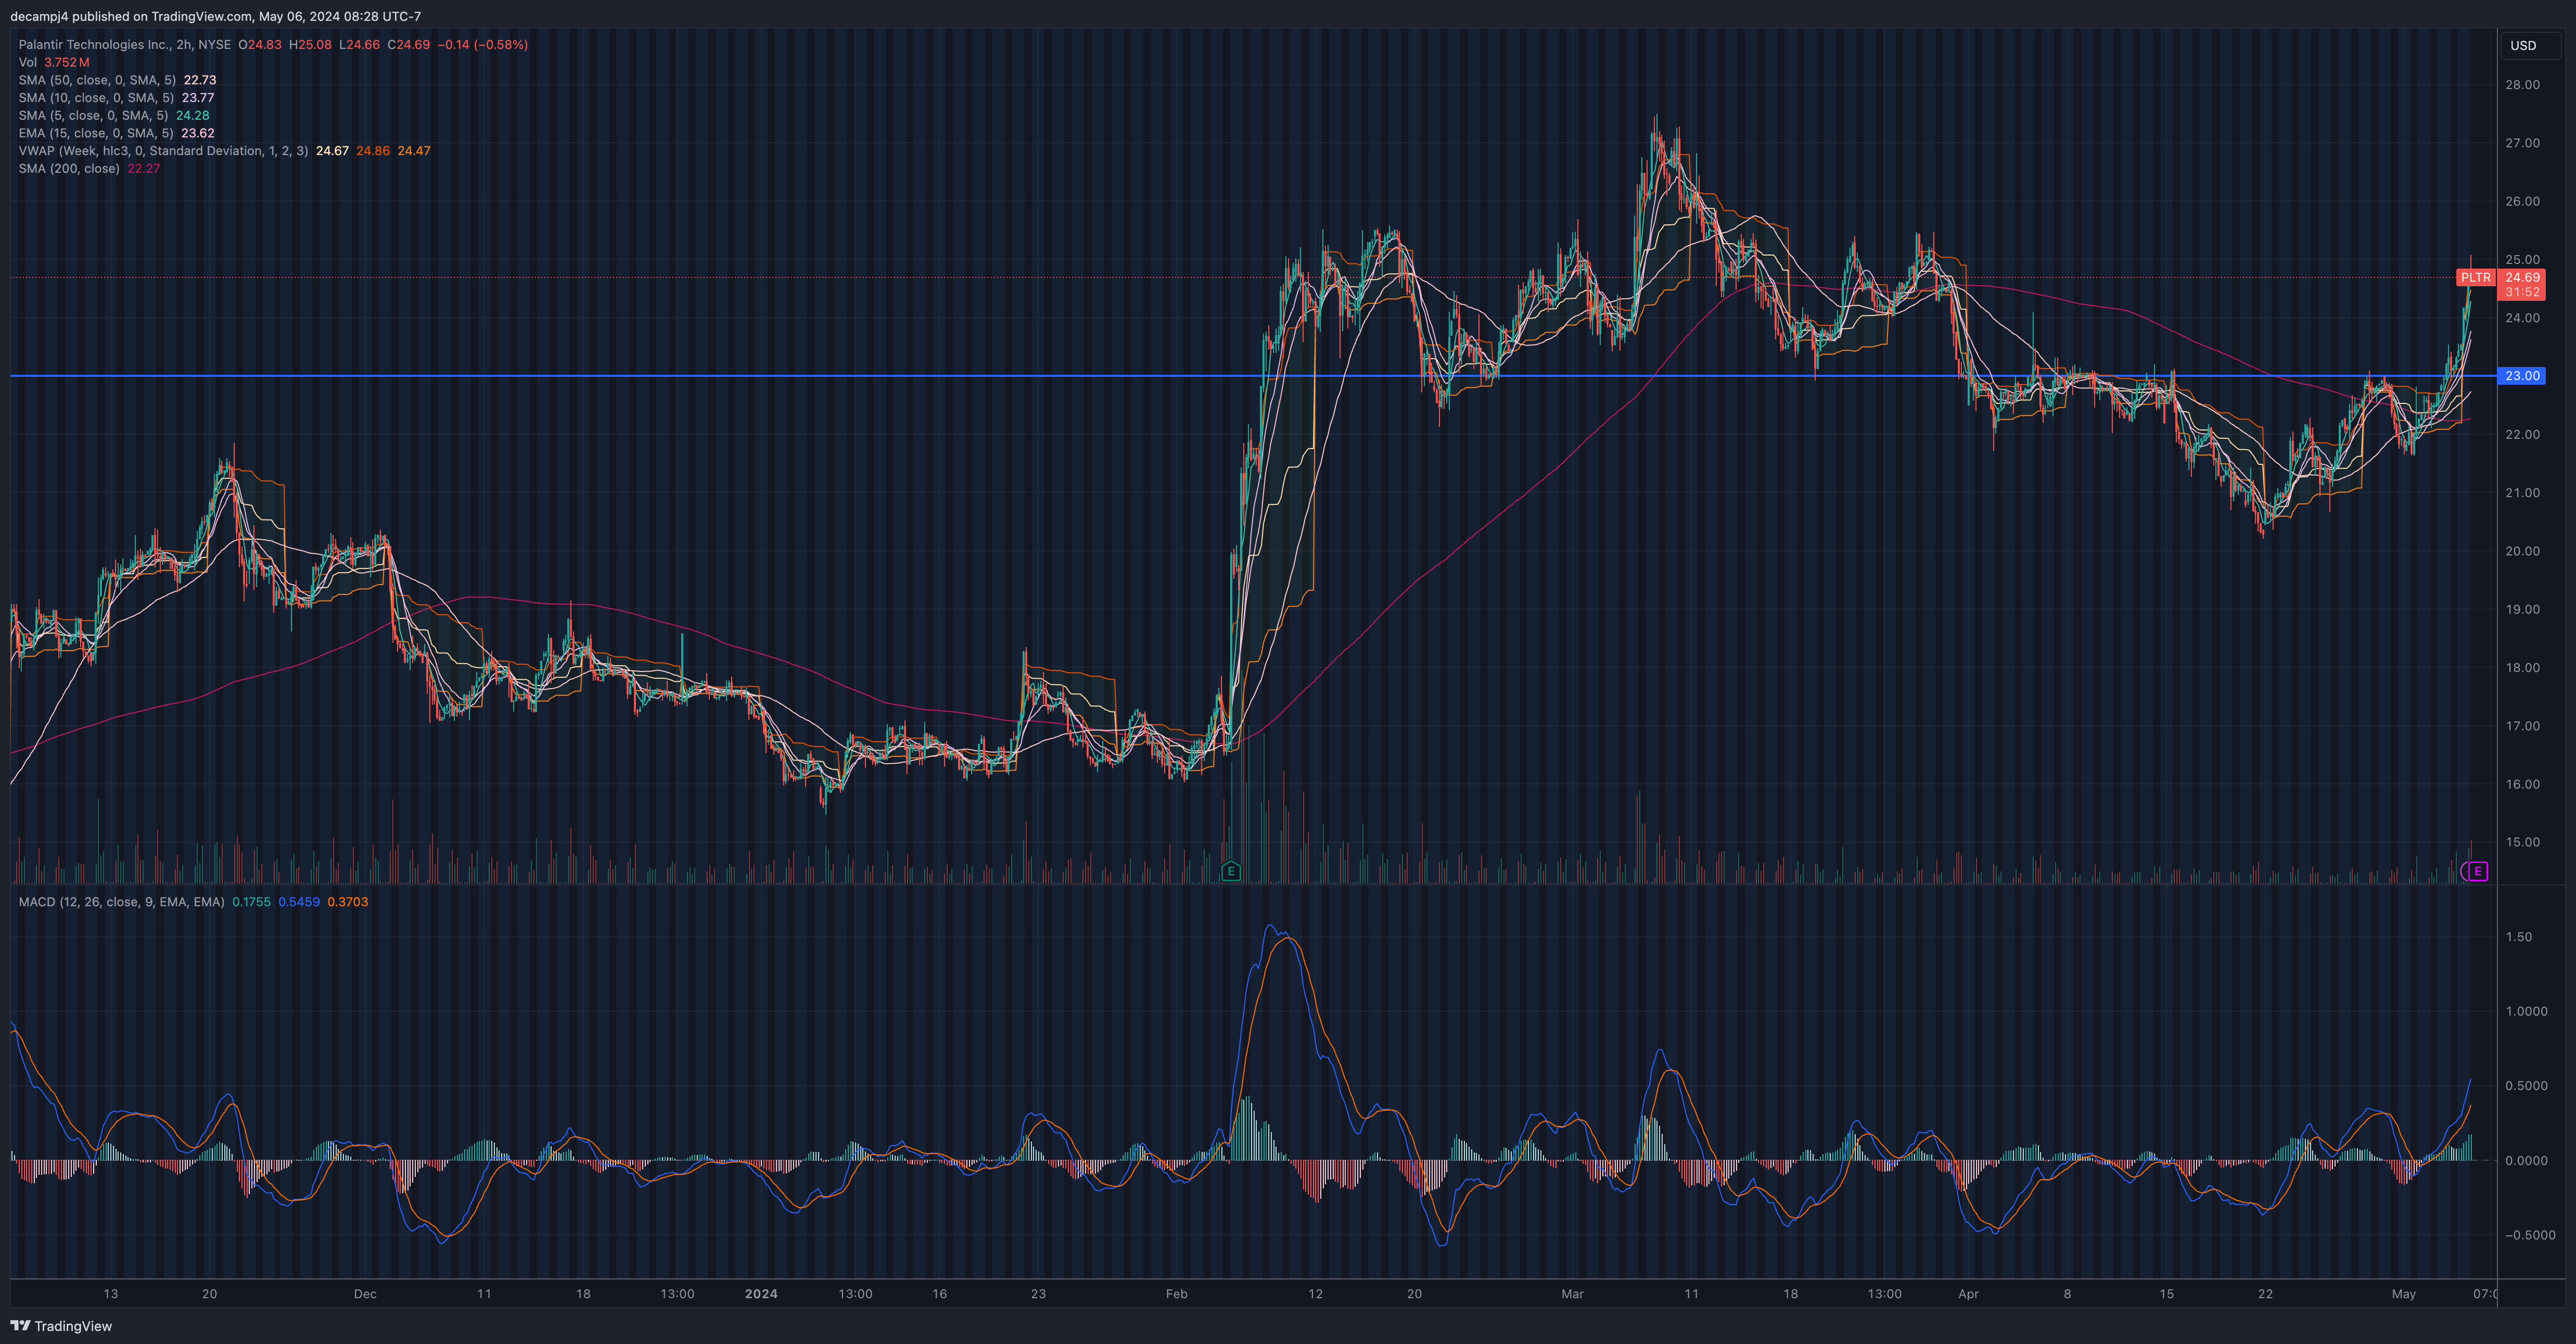 decampj4 published on TradingView.com, May 06, 2024 08:28 UTC-7
Palantir Technologies Inc., 2h, NYSE O24.83 H25.08 L24.66 C24.69 −0.14 (−0.58%)
Vol 3.752 M
SMA (50, close, 0, SMA, 5) 22.73
SMA (10, close, 0, SMA, 5) 23.77
SMA (5, close, 0, SMA, 5) 24.28
EMA (15, close, 0, SMA, 5) 23.62
VWAP (Week, hlc3, 0, Standard Deviation, 1, 2, 3) 24.67 24.86 24.47
SMA (200, close) 22.27
USD
28.00
27.00
26.00
25.00
PLTR 24.69
31:52
24.00
23.00
22.00
21.00
20.00
19.00
18.00
17.00
16.00
15.00
E E
MACD (12, 26, close, 9, EMA, EMA) 0.1755 0.5459 0.3703
1.50
1.0000
0.5000
0.0000
−0.5000
13 20 Dec 11 18 13:00 2024 13:00 16 23 Feb 12 20 Mar 11 18 13:00 Apr 8 15 22 May
TradingView